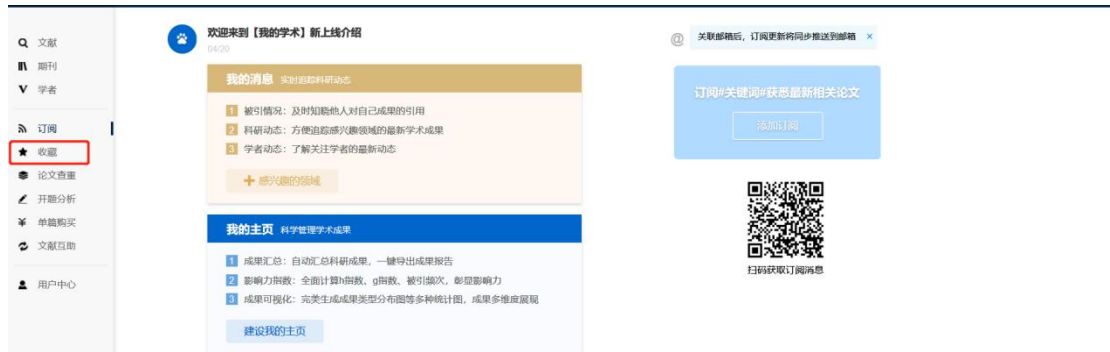 文献
期刊
学者
订阅
收藏
论文查重
开题分析
单篇购买
文献互助
用户中心
欢迎来到【我的学术】新上线介绍
04/20
我的消息 实时追踪科研动态
1 被引情况：及时知晓他人对自己成果的引用
2 科研动态：方便追踪感兴趣领域的最新学术成果
3 学者动态：了解关注学者的最新动态
+ 感兴趣的领域
我的主页 科学管理学术成果
1 成果汇总：自动汇总科研成果，一键导出成果报告
2 影响力指数：全面计算h指数、g指数、被引频次，彰显影响力
3 成果可视化：完美生成成果类型分布图等多种统计图，成果多维度展现
建设我的主页
@ 关联邮箱后，订阅更新将同步推送到邮箱 ×
订阅#关键词#获悉最新相关论文
添加订阅
扫码获取订阅消息